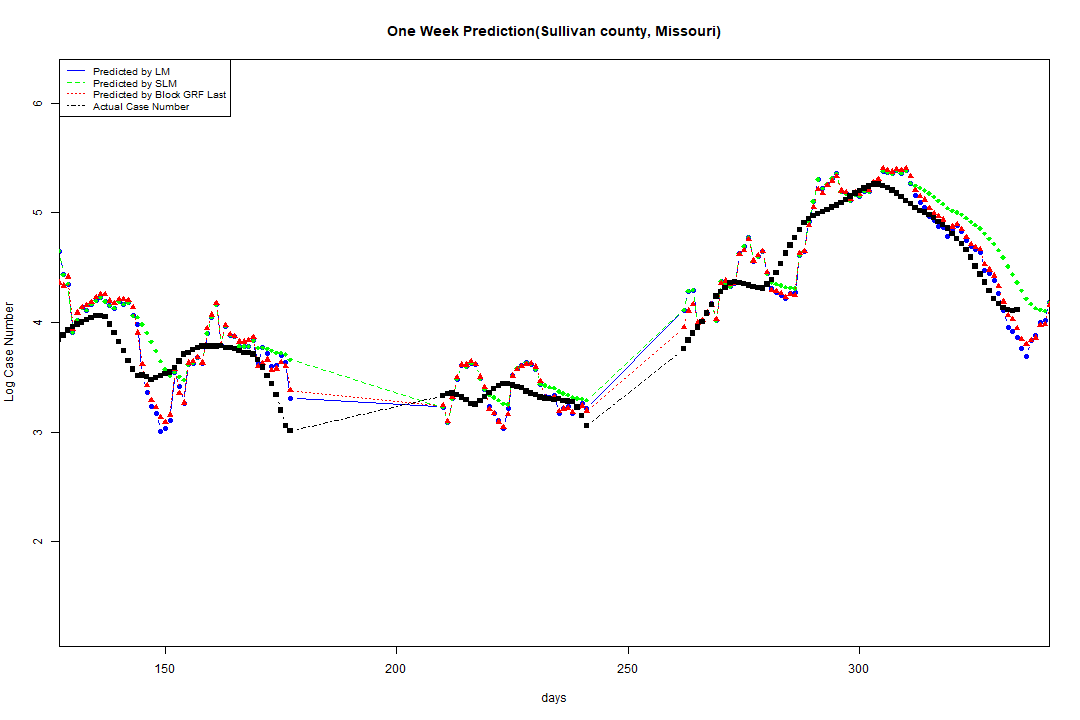 One Week Prediction(Sullivan county, Missouri)
Predicted by LM
Predicted by SLM
Predicted by Block GRF Last
Actual Case Number
6
5
4
3
2
Log Case Number
150 200 250 300
days